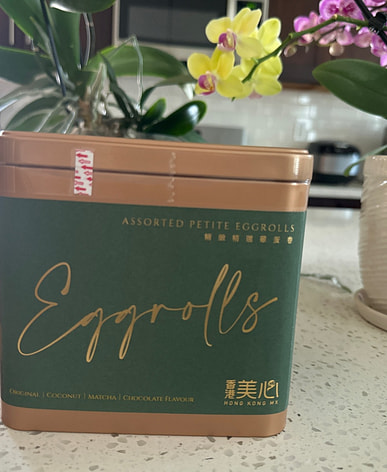 ASSORTED PETITE EGGROLLS
Eggrolls
ORIGINAL | COCONUT | MATCHA | CHOCOLATE FLAVOUR
香港美心
HONG KONG MX